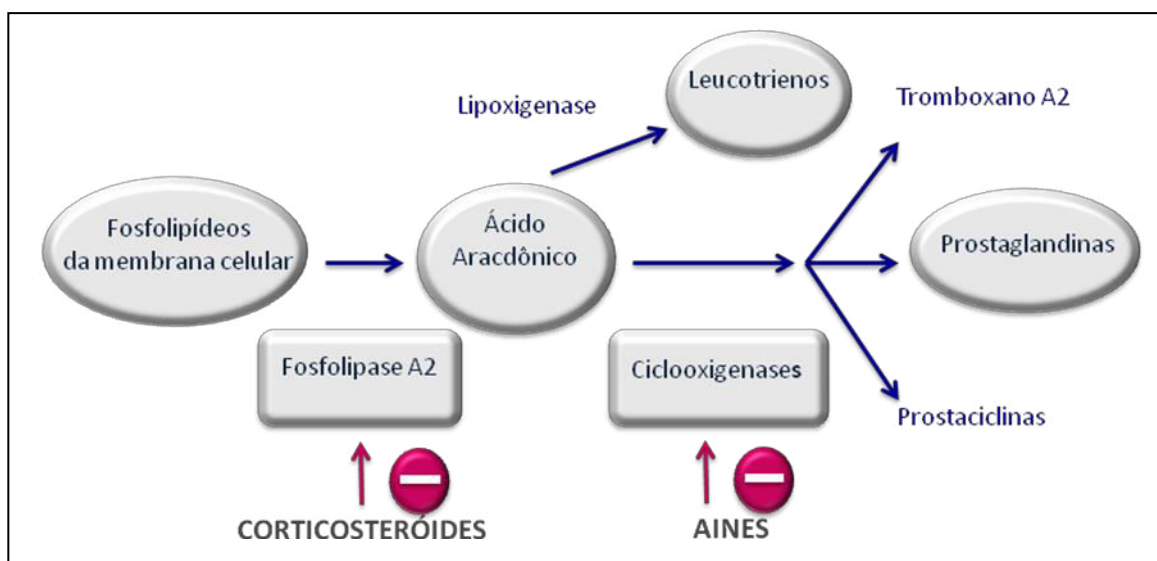 Leucotrienos
Lipoxigenase
Tromboxano A2
Fosfolipídeos
da membrana celular
Ácido
Aracdônico
Prostaglandinas
Fosfolipase A2
Ciclooxigenases
Prostaciclinas
CORTICOSTERÓIDES
AINES